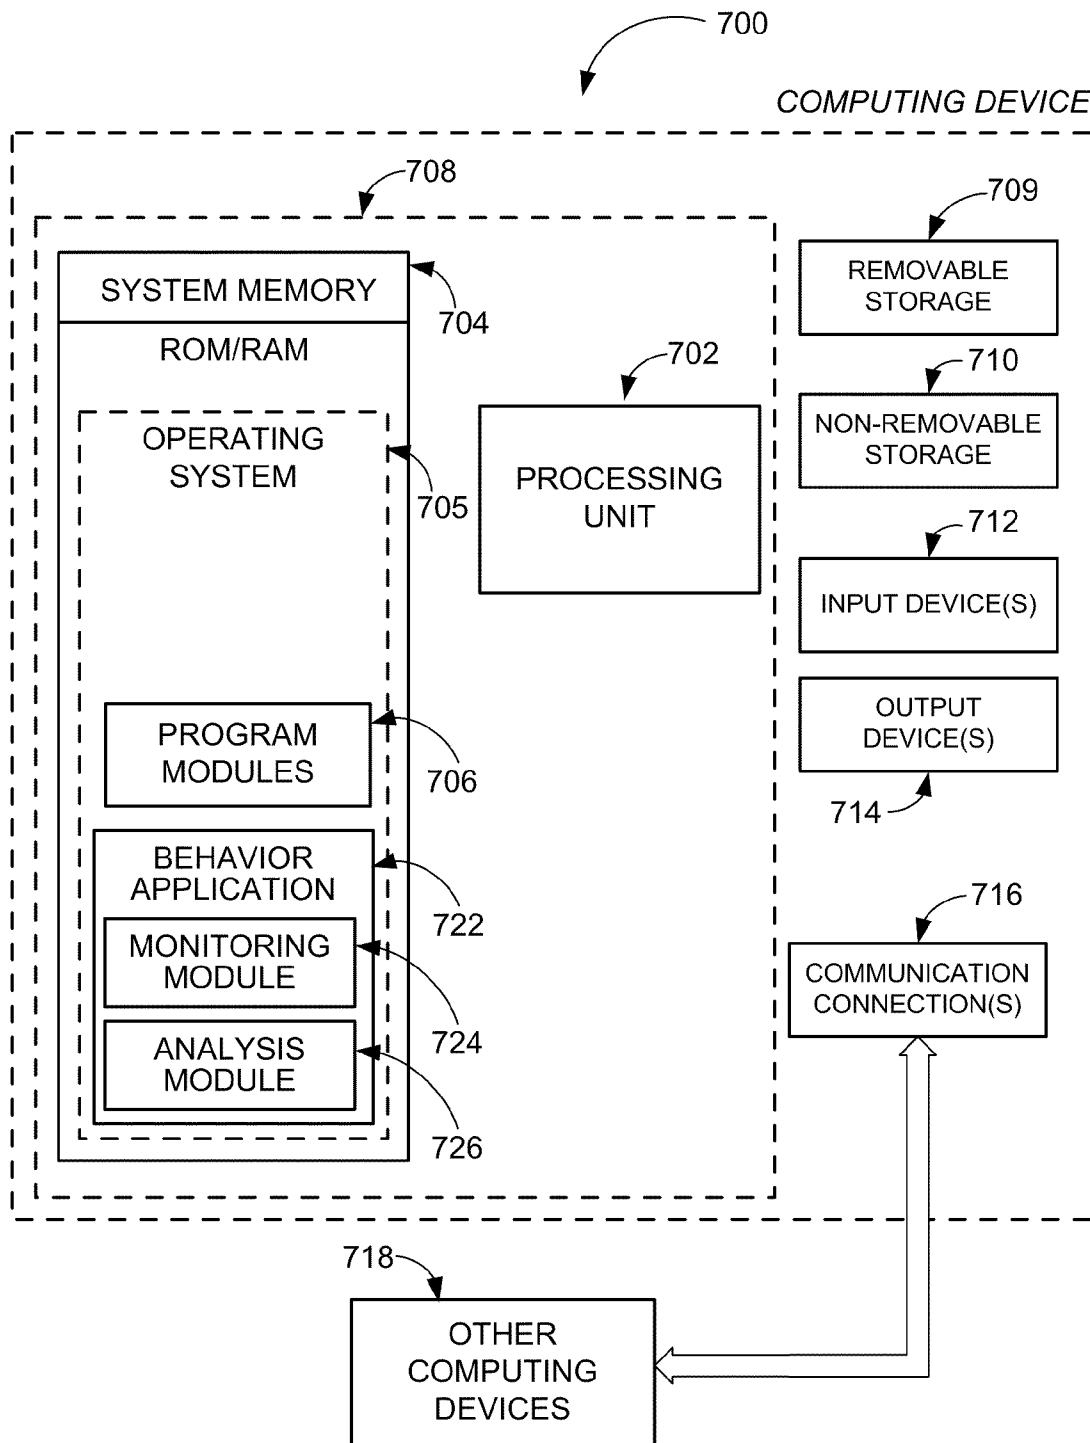 700
COMPUTING DEVICE
708
709
SYSTEM MEMORY
704
REMOVABLE
STORAGE
ROM/RAM
702
710
OPERATING
SYSTEM
705
PROCESSING
UNIT
NON-REMOVABLE
STORAGE
712
INPUT DEVICE(S)
PROGRAM
MODULES
706
OUTPUT
DEVICE(S)
714
BEHAVIOR
APPLICATION
722
716
MONITORING
MODULE
724
COMMUNICATION
CONNECTION(S)
ANALYSIS
MODULE
726
718
OTHER
COMPUTING
DEVICES